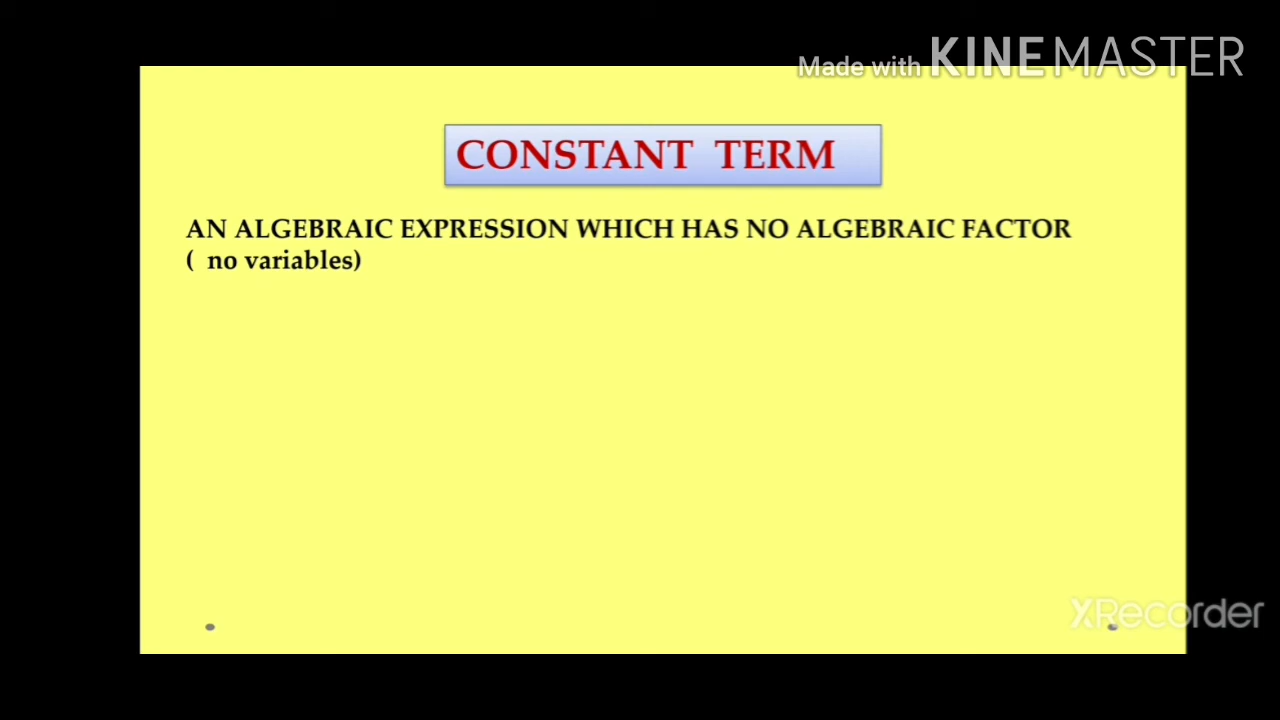 Made with KINEMASTER
CONSTANT TERM
AN ALGEBRAIC EXPRESSION WHICH HAS NO ALGEBRAIC FACTOR
( no variables)
XRecorder